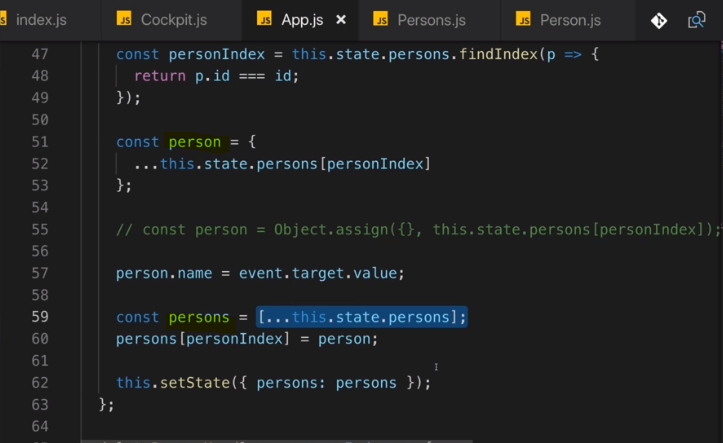 index.js Cockpit.js App.js Persons.js Person.js
47 const personIndex = this.state.persons.findIndex(p => {
48 return p.id === id;
49 });
50
51 const person = {
52 ...this.state.persons[personIndex]
53 };
54
55 // const person = Object.assign({}, this.state.persons[personIndex]);
56
57 person.name = event.target.value;
58
59 const persons = [...this.state.persons];
60 persons[personIndex] = person;
61
62 this.setState({ persons: persons });
63 };
64